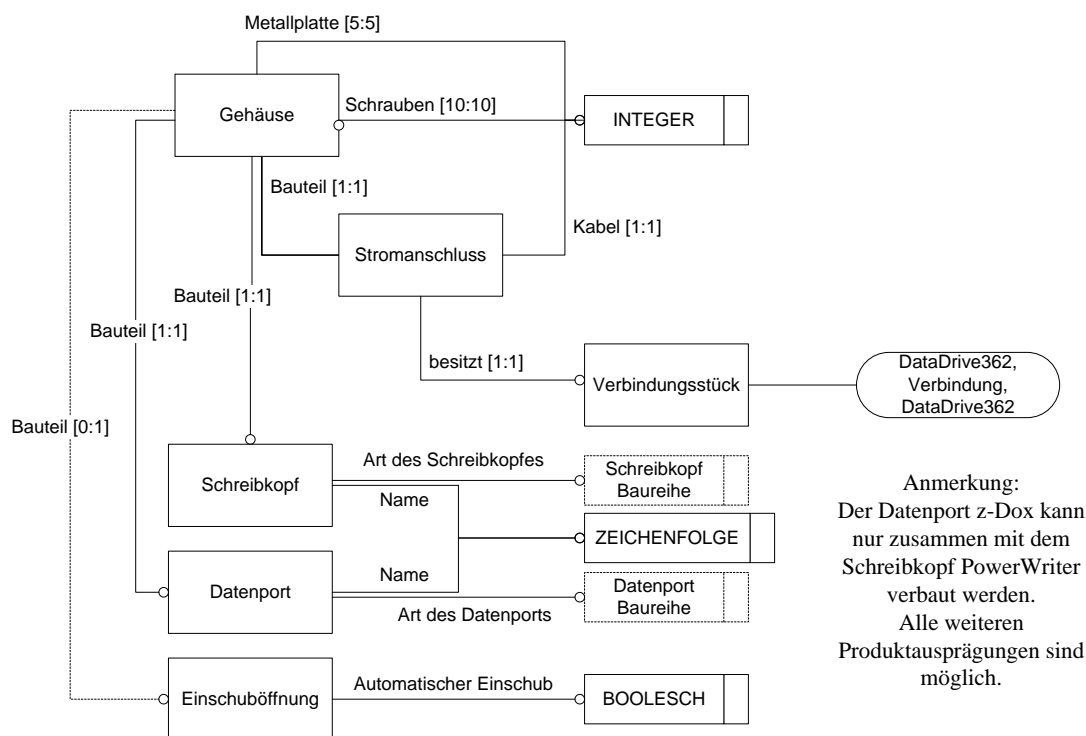 Metallplatte [5:5]
Gehäuse
Schrauben [10:10]
INTEGER
Bauteil [1:1]
Kabel [1:1]
Stromanschluss
Bauteil [1:1]
Bauteil [1:1]
besitzt [1:1]
Verbindungsstück
DataDrive362,
Verbindung,
DataDrive362
Bauteil [0:1]
Schreibkopf
Art des Schreibkopfes
Schreibkopf
Baureihe
Name
ZEICHENFOLGE
Name
Datenport
Art des Datenports
Datenport
Baureihe
Einschuböffnung
Automatischer Einschub
BOOLESCH
Anmerkung:
Der Datenport z-Dox kann
nur zusammen mit dem
Schreibkopf PowerWriter
verbaut werden.
Alle weiteren
Produktausprägungen sind
möglich.